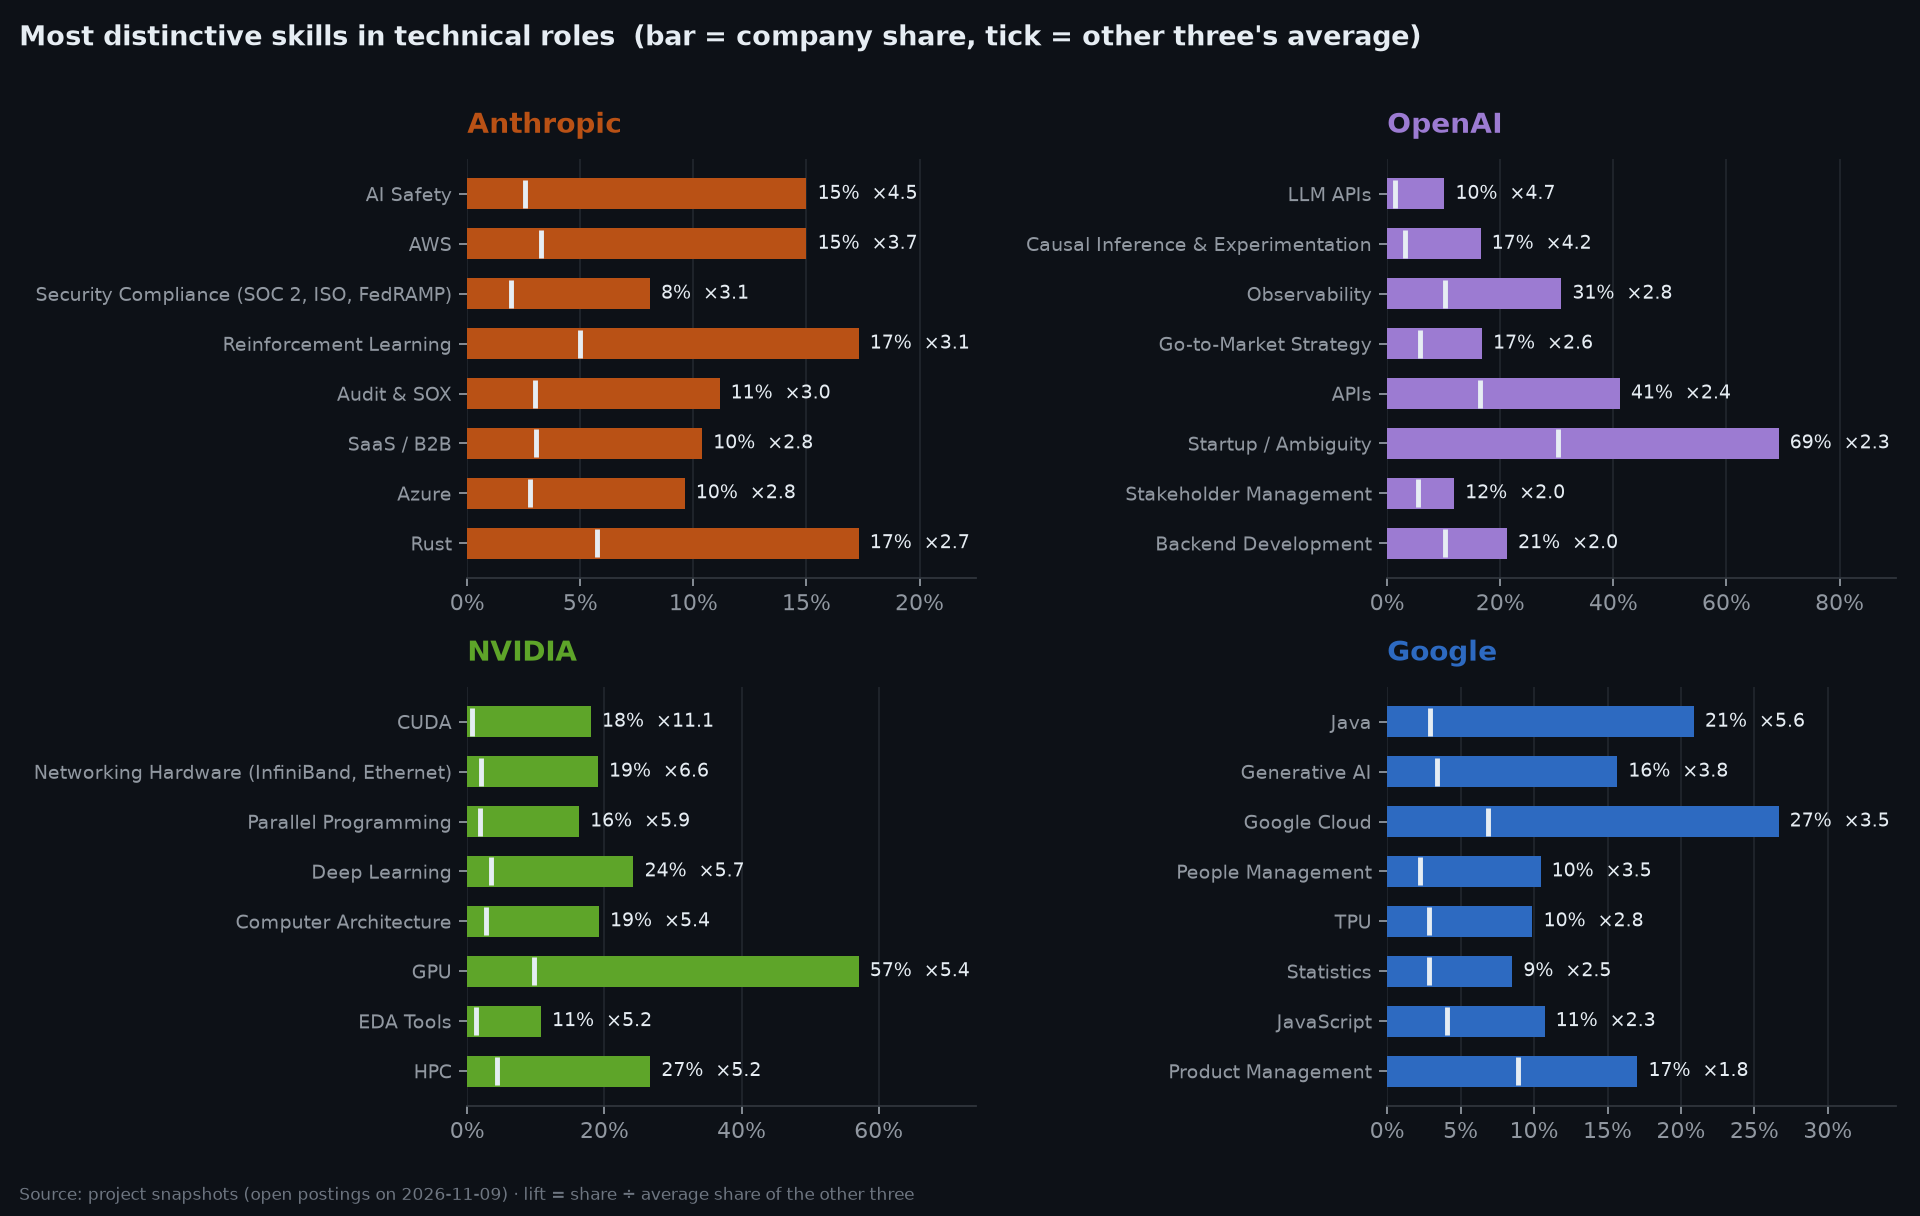 Most distinctive skills in technical roles (bar = company share, tick = other three's average)
Anthropic
AI Safety 15% ×4.5
AWS 15% ×3.7
Security Compliance (SOC 2, ISO, FedRAMP) 8% ×3.1
Reinforcement Learning 17% ×3.1
Audit & SOX 11% ×3.0
SaaS / B2B 10% ×2.8
Azure 10% ×2.8
Rust 17% ×2.7
0% 5% 10% 15% 20%
OpenAI
LLM APIs 10% ×4.7
Causal Inference & Experimentation 17% ×4.2
Observability 31% ×2.8
Go-to-Market Strategy 17% ×2.6
APIs 41% ×2.4
Startup / Ambiguity 69% ×2.3
Stakeholder Management 12% ×2.0
Backend Development 21% ×2.0
0% 20% 40% 60% 80%
NVIDIA
CUDA 18% ×11.1
Networking Hardware (InfiniBand, Ethernet) 19% ×6.6
Parallel Programming 16% ×5.9
Deep Learning 24% ×5.7
Computer Architecture 19% ×5.4
GPU 57% ×5.4
EDA Tools 11% ×5.2
HPC 27% ×5.2
0% 20% 40% 60%
Google
Java 21% ×5.6
Generative AI 16% ×3.8
Google Cloud 27% ×3.5
People Management 10% ×3.5
TPU 10% ×2.8
Statistics 9% ×2.5
JavaScript 11% ×2.3
Product Management 17% ×1.8
0% 5% 10% 15% 20% 25% 30%
Source: project snapshots (open postings on 2026-11-09) · lift = share ÷ average share of the other three